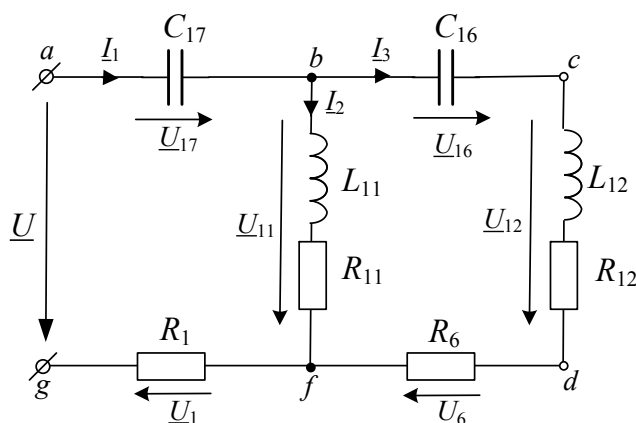 C17 C16
a I1 b I3 c
I2
U17 U16
L11 L12
U U11 U12
R11 R12
R1 R6
g f d
U1 U6